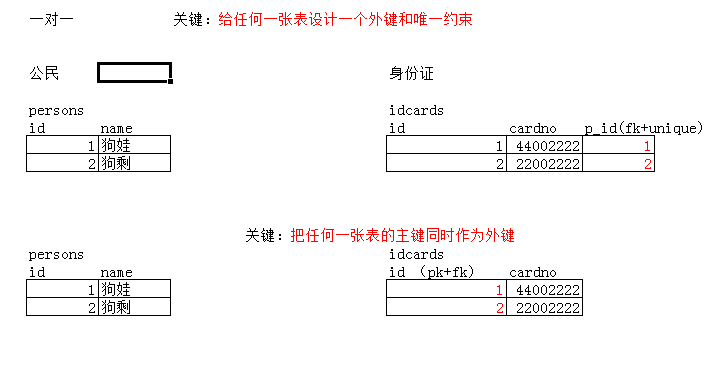 一对一 关键：给任何一张表设计一个外键和唯一约束
公民 身份证
persons idcards
id name id cardno p_id(fk+unique)
1 狗娃 1 44002222 1
2 狗剩 2 22002222 2
关键：把任何一张表的主键同时作为外键
persons idcards
id name id （pk+fk） cardno
1 狗娃 1 44002222
2 狗剩 2 22002222